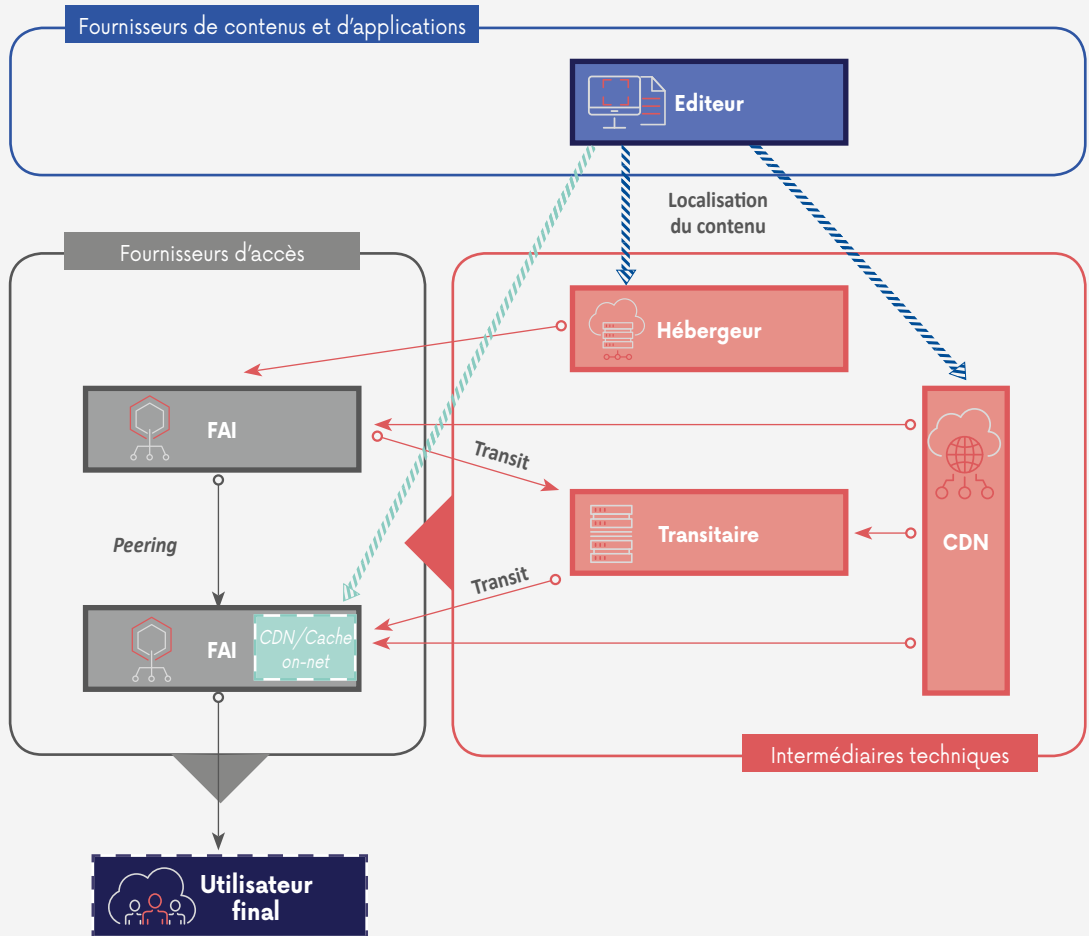 Fournisseurs de contenus et d'applications
Editeur
Localisation
du contenu
Fournisseurs d'accès
Hébergeur
FAI
Transit
Peering
Transitaire
CDN
Transit
FAI
CDN/Cache
on-net
Intermédiaires techniques
Utilisateur
final